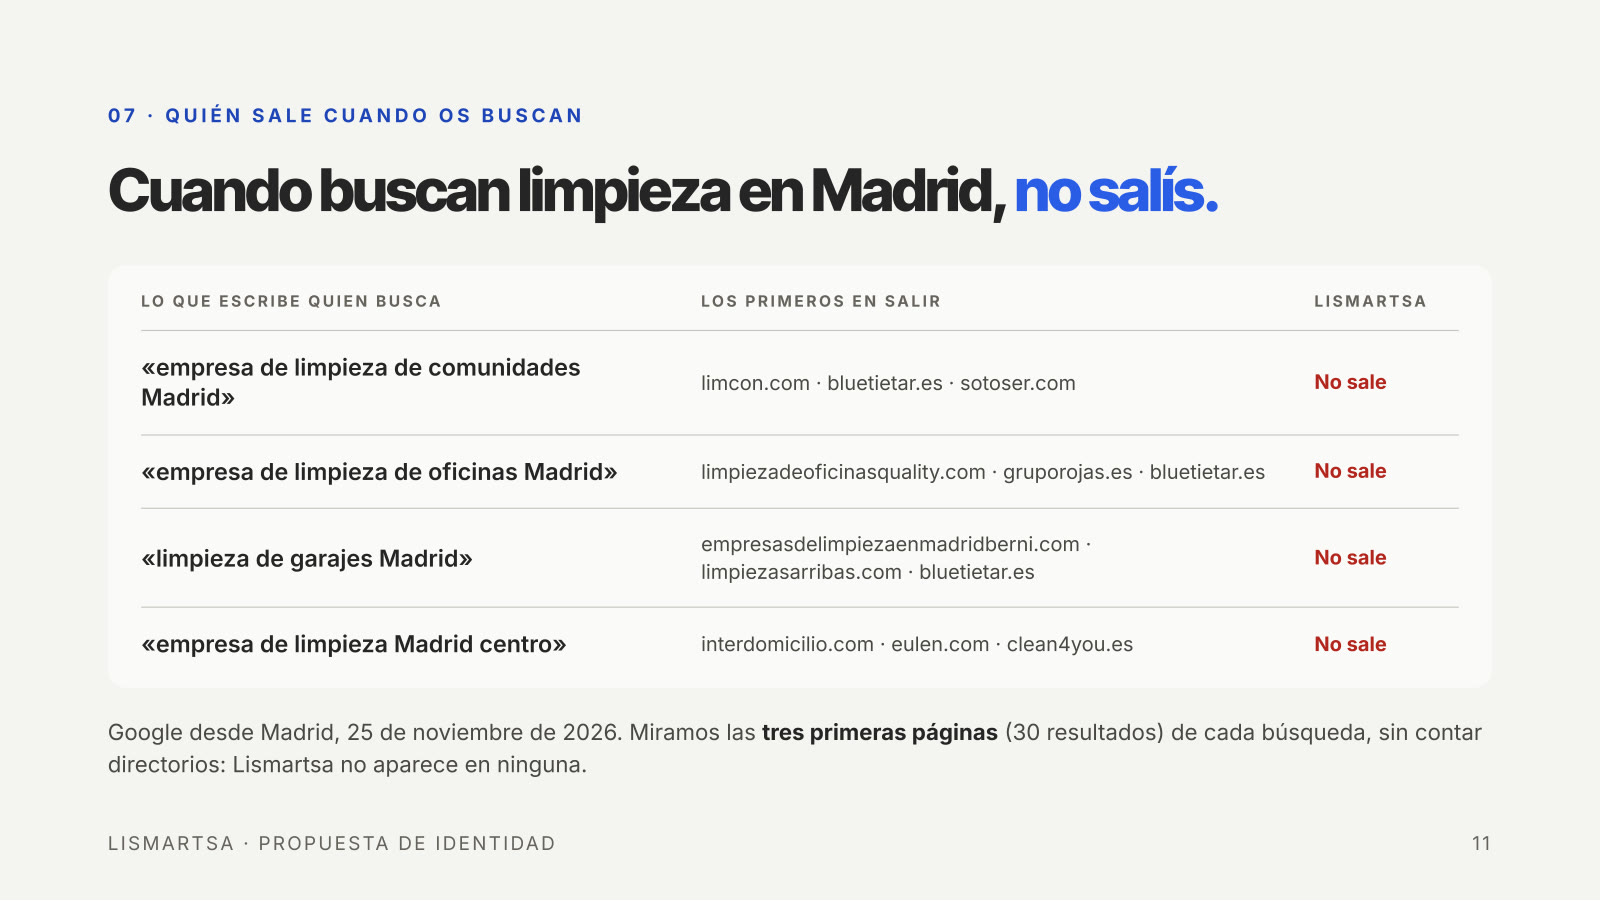 07 · QUIÉN SALE CUANDO OS BUSCAN
Cuando buscan limpieza en Madrid, no salís.
LO QUE ESCRIBE QUIEN BUSCA
LOS PRIMEROS EN SALIR
LISMARTSA
«empresa de limpieza de comunidades
Madrid»
limcon.com · bluetietar.es · sotoser.com
No sale
«empresa de limpieza de oficinas Madrid»
limpiezadeoficinasquality.com · gruporojas.es · bluetietar.es
No sale
«limpieza de garajes Madrid»
empresasdelimpiezaenmadridberni.com ·
limpiezasarribas.com · bluetietar.es
No sale
«empresa de limpieza Madrid centro»
interdomicilio.com · eulen.com · clean4you.es
No sale
Google desde Madrid, 25 de noviembre de 2026. Miramos las tres primeras páginas (30 resultados) de cada búsqueda, sin contar
directorios: Lismartsa no aparece en ninguna.
LISMARTSA · PROPUESTA DE IDENTIDAD
11